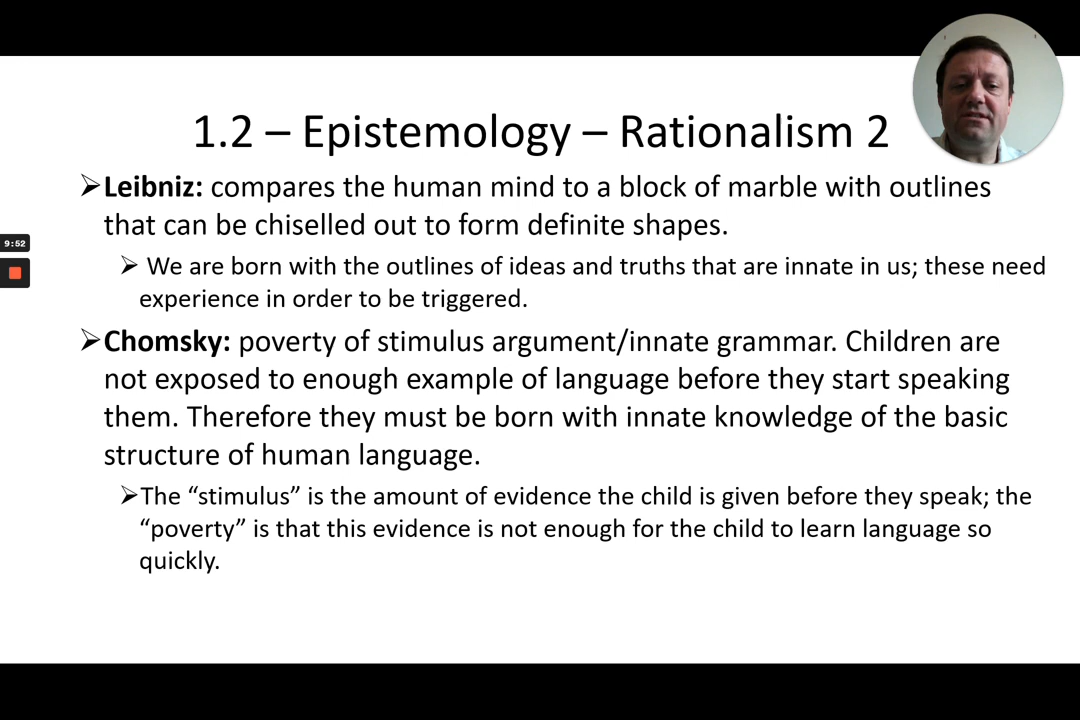 1.2 – Epistemology – Rationalism 2
➢Leibniz: compares the human mind to a block of marble with outlines
that can be chiselled out to form definite shapes.
➢ We are born with the outlines of ideas and truths that are innate in us; these need
experience in order to be triggered.
9:52
➢Chomsky: poverty of stimulus argument/innate grammar. Children are
not exposed to enough example of language before they start speaking
them. Therefore they must be born with innate knowledge of the basic
structure of human language.
➢The “stimulus” is the amount of evidence the child is given before they speak; the
“poverty” is that this evidence is not enough for the child to learn language so
quickly.